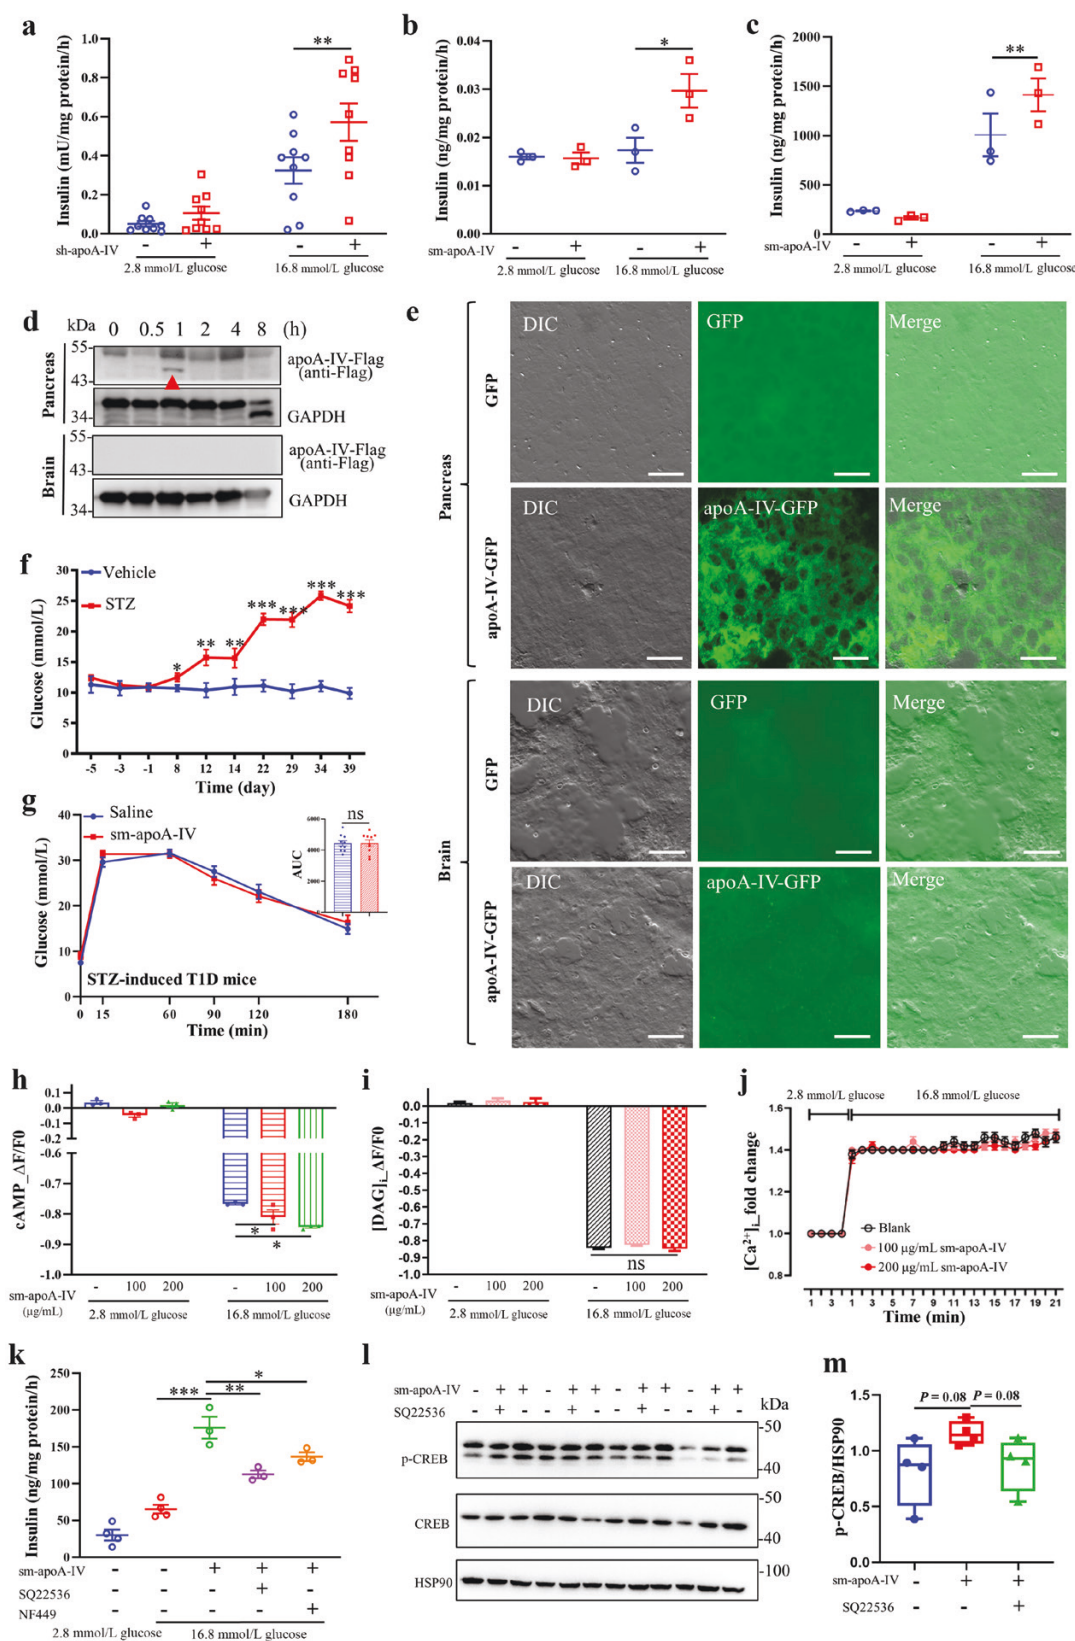 a
Insulin (mU/mg protein/h)
1.0
0.8
0.6
0.4
0.2
0.0
**
sh-apoA-IV - + - +
2.8 mmol/L glucose 16.8 mmol/L glucose
b
Insulin (ng/mg protein/h)
0.04
0.03
0.02
0.01
0.00
*
sm-apoA-IV - + - +
2.8 mmol/L glucose 16.8 mmol/L glucose
c
Insulin (ng/mg protein/h)
2000
1500
1000
500
0
**
sm-apoA-IV - + - +
2.8 mmol/L glucose 16.8 mmol/L glucose
d
kDa 0 0.5 1 2 4 8 (h)
Pancreas
55
43
apoA-IV-Flag
(anti-Flag)
34
GAPDH
Brain
55
43
apoA-IV-Flag
(anti-Flag)
34
GAPDH
e
Pancreas
GFP
DIC GFP Merge
apoA-IV-GFP
DIC apoA-IV-GFP Merge
Brain
GFP
DIC GFP Merge
apoA-IV-GFP
DIC apoA-IV-GFP Merge
f
Glucose (mmol/L)
30
25
20
15
10
5
0
Vehicle
STZ
* ** ** *** *** *** ***
-5 -3 -1 8 12 14 22 29 34 39
Time (day)
g
Glucose (mmol/L)
40
30
20
10
0
Saline
sm-apoA-IV
AUC
6000
4000
2000
0
ns
STZ-induced T1D mice
0 15 60 90 120 180
Time (min)
h
cAMP_ΔF/F0
0.1
0.0
-0.1
-0.2
-0.6
-0.7
-0.8
-0.9
-1.0
*
*
sm-apoA-IV - 100 200 - 100 200
(μg/mL) 2.8 mmol/L glucose 16.8 mmol/L glucose
i
[DAG]i_ΔF/F0
0.0
-0.1
-0.2
-0.3
-0.4
-0.5
-0.6
-0.7
-0.8
-0.9
-1.0
ns
sm-apoA-IV - 100 200 - 100 200
(μg/mL) 2.8 mmol/L glucose 16.8 mmol/L glucose
j
2.8 mmol/L glucose 16.8 mmol/L glucose
[Ca2+]i_fold change
1.6
1.4
1.2
1.0
0.8
Blank
100 μg/mL sm-apoA-IV
200 μg/mL sm-apoA-IV
1 3 1 3 5 7 9 11 13 15 17 19 21
Time (min)
k
Insulin (ng/mg protein/h)
250
200
150
100
50
0
*** ** *
sm-apoA-IV - - + + +
SQ22536 - - - + -
NF449 - - - - +
2.8 mmol/L glucose 16.8 mmol/L glucose
l
sm-apoA-IV - + + - + + - + + - + +
SQ22536 - + - - + - - + - - + -
kDa
p-CREB
-50
-40
CREB
-50
-40
HSP90
-100
m
p-CREB/HSP90
1.5
1.0
0.5
0.0
P = 0.08 P = 0.08
sm-apoA-IV - + +
SQ22536 - - +